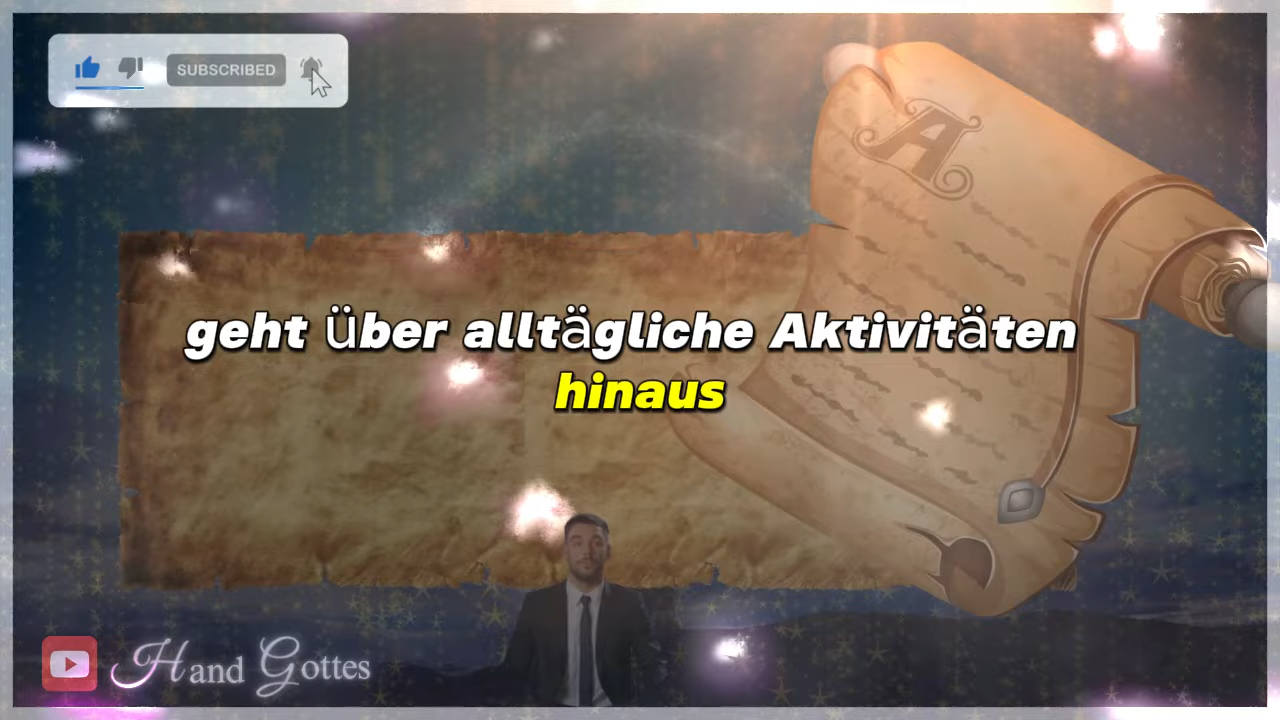 SUBSCRIBED
A
geht über alltägliche Aktivitäten
hinaus
Hand Gottes